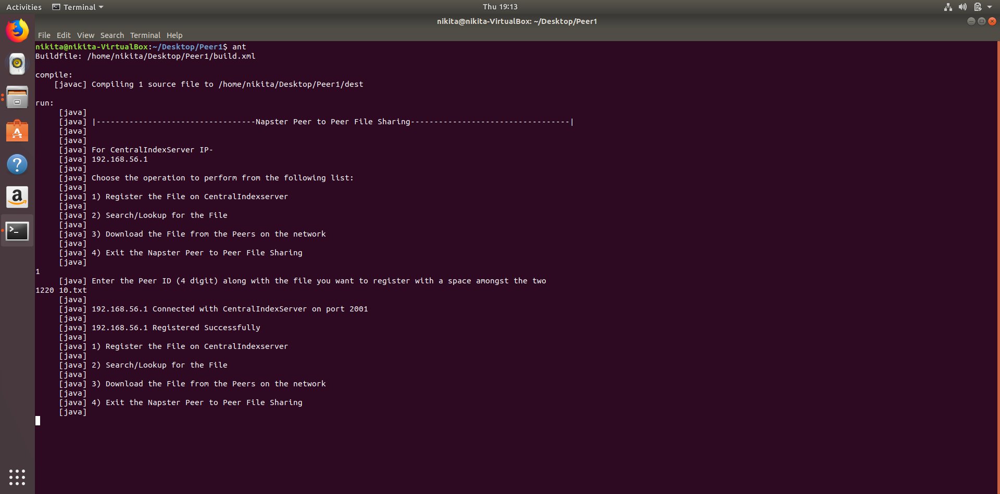 Activities Terminal Thu 19:13
nikita@nikita-VirtualBox: ~/Desktop/Peer1
File Edit View Search Terminal Help
nikita@nikita-VirtualBox:~/Desktop/Peer1$ ant
Buildfile: /home/nikita/Desktop/Peer1/build.xml
compile:
[javac] Compiling 1 source file to /home/nikita/Desktop/Peer1/dest
run:
[java]
[java] |----------------------------------Napster Peer to Peer File Sharing----------------------------------|
[java]
[java]
[java] For CentralIndexServer IP-
[java] 192.168.56.1
[java]
[java] Choose the operation to perform from the following list:
[java]
[java] 1) Register the File on CentralIndexserver
[java]
[java] 2) Search/Lookup for the File
[java]
[java] 3) Download the File from the Peers on the network
[java]
[java] 4) Exit the Napster Peer to Peer File Sharing
[java]
1
[java] Enter the Peer ID (4 digit) along with the file you want to register with a space amongst the two
1220 10.txt
[java]
[java] 192.168.56.1 Connected with CentralIndexServer on port 2001
[java]
[java] 192.168.56.1 Registered Successfully
[java]
[java] 1) Register the File on CentralIndexserver
[java]
[java] 2) Search/Lookup for the File
[java]
[java] 3) Download the File from the Peers on the network
[java]
[java] 4) Exit the Napster Peer to Peer File Sharing
[java]